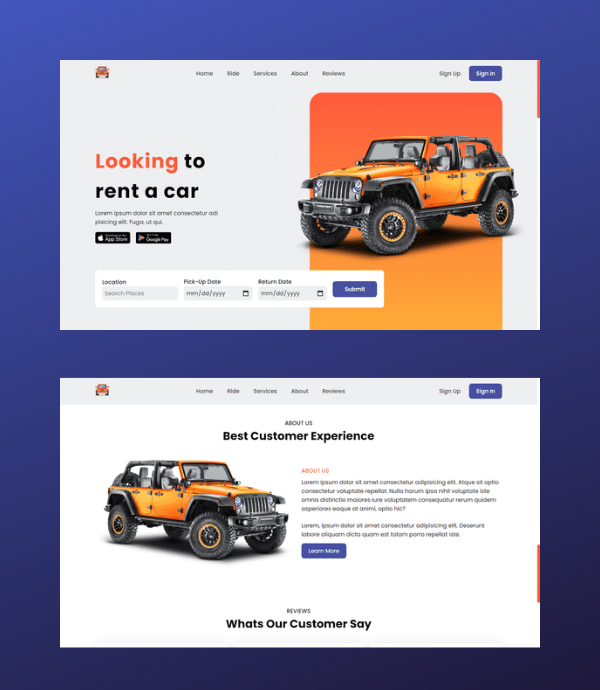 Home Ride Services About Reviews Sign Up Sign In
Looking to
rent a car
Lorem ipsum dolor sit amet consectetur adi
pisicing elit. Fuga, ut qui.
App Store Google Play
Location Pick-Up Date Return Date
Search Places mm/dd/yyyy mm/dd/yyyy Submit
Home Ride Services About Reviews Sign Up Sign In
ABOUT US
Best Customer Experience
ABOUT US
Lorem ipsum dolor sit amet consectetur adipisicing elit. Atque sit optio
consectetur voluptate repellat. Nulla harum ipsa nihil voluptate iste
omnis distinctio maiores iure voluptatem consequatur rerum quidem
asperiores eaque at animi, optio hic?
Lorem, ipsum dolor sit amet consectetur adipisicing elit. Deserunt
labore aliquam dicta quam est totam porro repellat iste.
Learn More
REVIEWS
Whats Our Customer Say